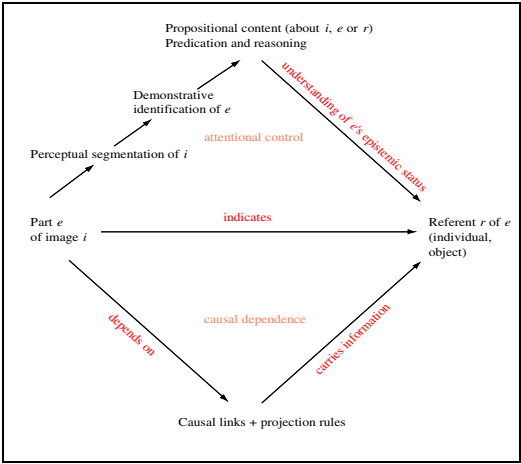 Propositional content (about i, e or r)
Predication and reasoning
Demonstrative
identification of e
understanding of e's epistemic status
attentional control
Perceptual segmentation of i
Part e
of image i
indicates
Referent r of e
(individual,
object)
depends on
causal dependence
carries information
Causal links + projection rules